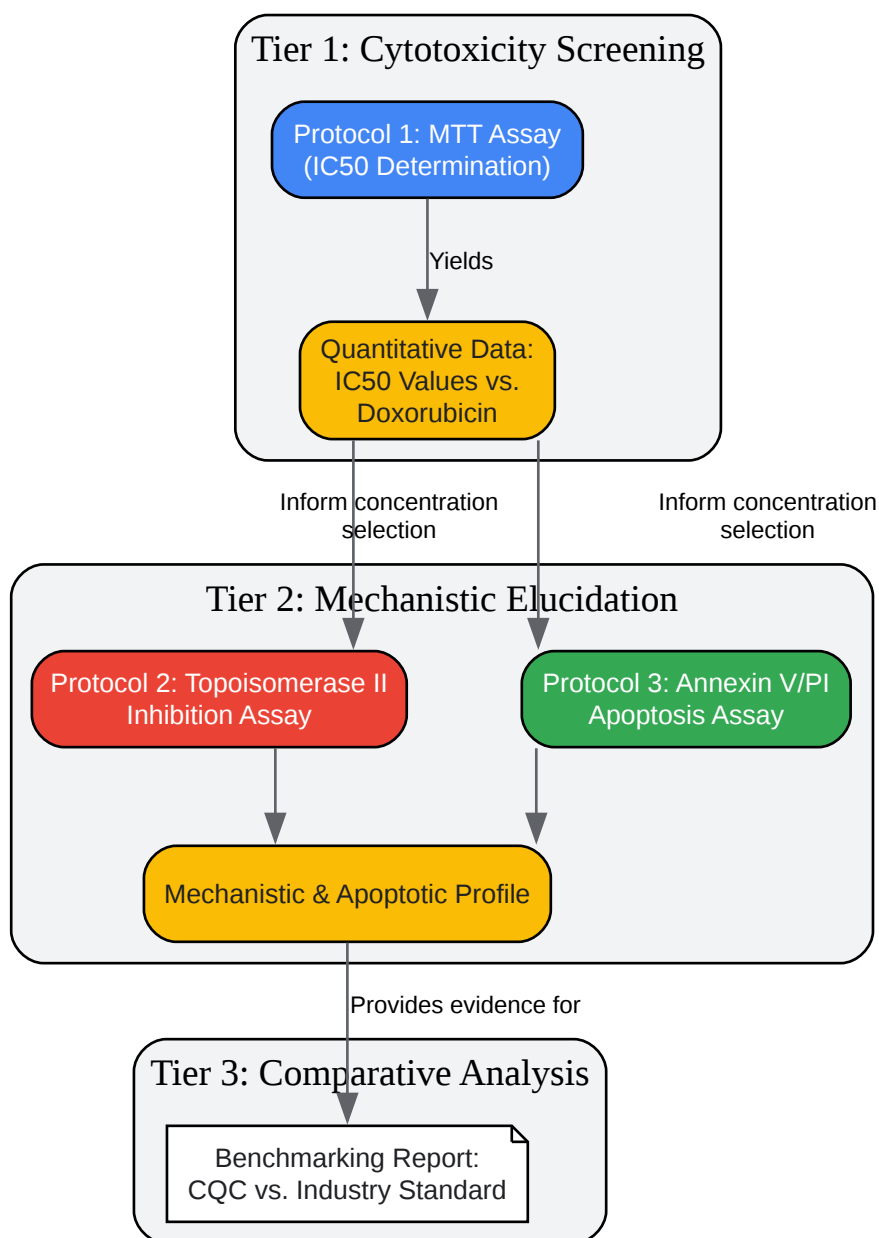 Tier 1: Cytotoxicity Screening
Protocol 1: MTT Assay
(IC50 Determination)
Yields
Quantitative Data:
IC50 Values vs.
Doxorubicin
Inform concentration
selection
Inform concentration
selection
Tier 2: Mechanistic Elucidation
Protocol 2: Topoisomerase II
Inhibition Assay
Protocol 3: Annexin V/PI
Apoptosis Assay
Mechanistic & Apoptotic Profile
Provides evidence for
Tier 3: Comparative Analysis
Benchmarking Report:
CQC vs. Industry Standard